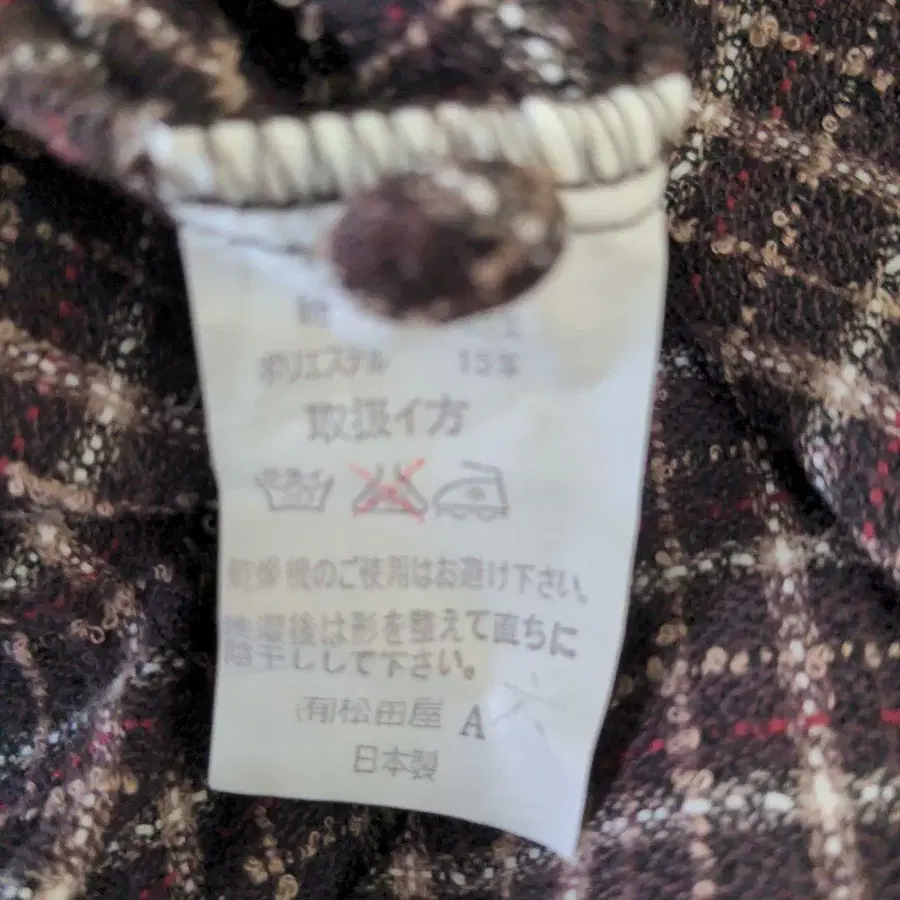 ポリエステル 15%
取扱イ方
乾燥機のご使用はお避け下さい。
洗濯後は形を整えて直ちに
陰干しして下さい。
(有)松田屋 A
日本製